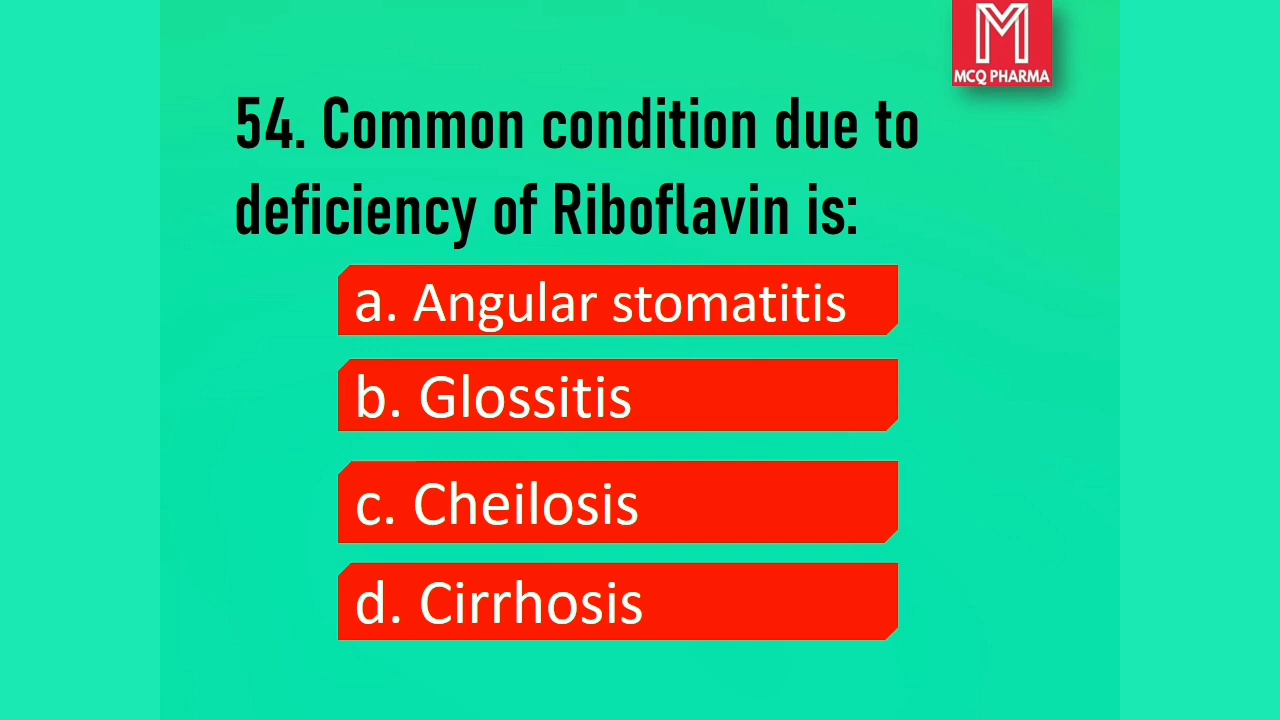 MCQ PHARMA
54. Common condition due to
deficiency of Riboflavin is:
a. Angular stomatitis
b. Glossitis
c. Cheilosis
d. Cirrhosis